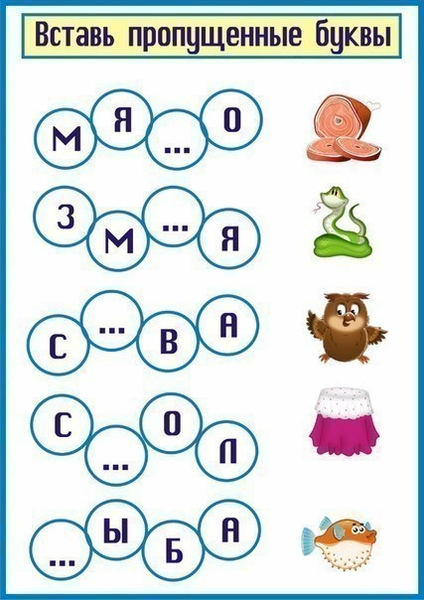 Вставь пропущенные буквы
М Я ... О
З М ... Я
С ... В А
С ... О Л
... Ы Б А